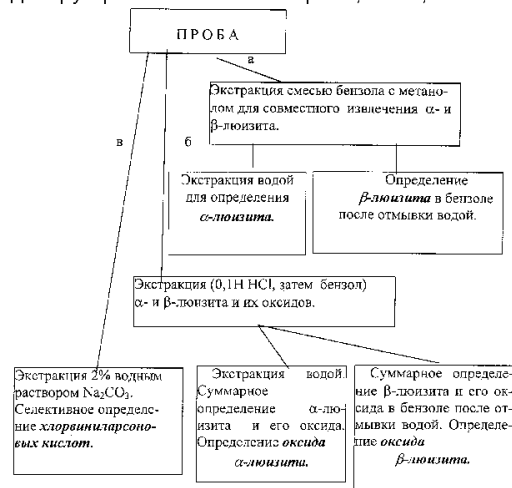 ПРОБА
а
Экстракция смесью бензола с метано-
лом для совместного извлечения α- и
β-люизита.
в
б
Экстракция водой
для определения
α-люизита.
Определение
β-люизита в бензоле
после отмывки водой.
Экстракция (0,1Н HCl, затем бензол)
α- и β-люизита и их оксидов.
Экстракция 2% водным
раствором Na₂CO₃.
Селективное определе-
ние хлорвиниларсоно-
вых кислот.
Экстракция водой.
Суммарное
определение α-лю-
изита и его оксида.
Определение оксида
α-люизита.
Суммарное определе-
ние β-люизита и его ок-
сида в бензоле после от-
мывки водой. Определе-
ние оксида
β-люизита.